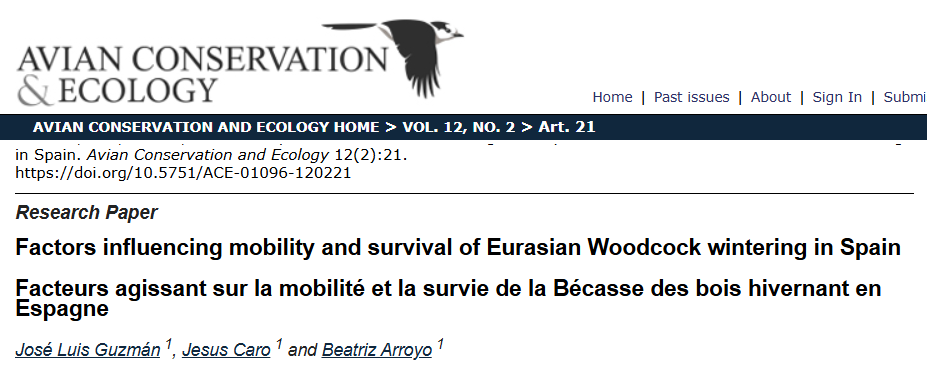 AVIAN CONSERVATION
& ECOLOGY
Home | Past issues | About | Sign In | Submi
AVIAN CONSERVATION AND ECOLOGY HOME > VOL. 12, NO. 2 > Art. 21
in Spain. Avian Conservation and Ecology 12(2):21.
https://doi.org/10.5751/ACE-01096-120221
Research Paper
Factors influencing mobility and survival of Eurasian Woodcock wintering in Spain
Facteurs agissant sur la mobilité et la survie de la Bécasse des bois hivernant en
Espagne
José Luis Guzmán 1, Jesus Caro 1 and Beatriz Arroyo 1